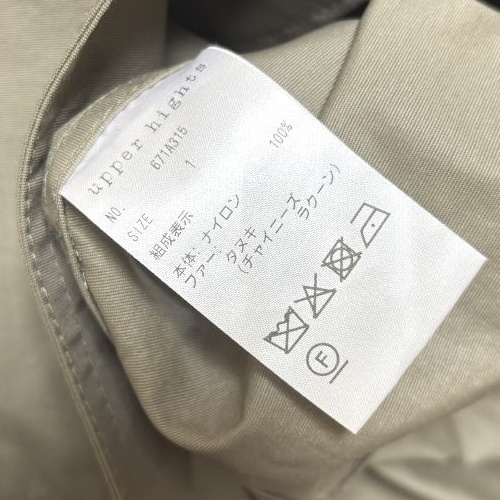 upper hights
NO. 671A315
SIZE 1
組成表示
本体: ナイロン 100%
ファー: タヌキ
(チャイニーズ
ラクーン)
F